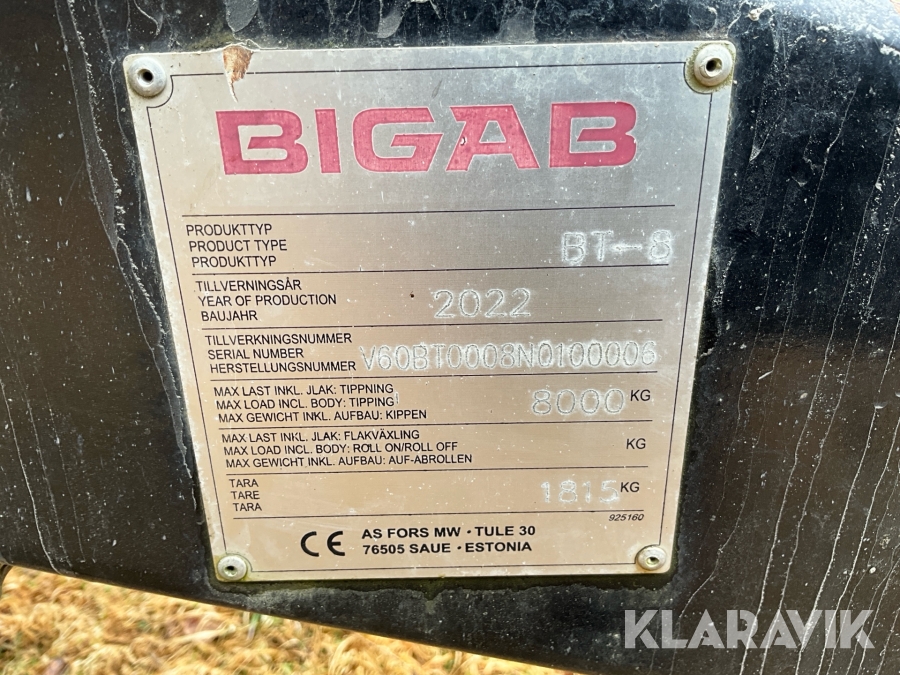 BIGAB
PRODUKTTYP
PRODUCT TYPE
PRODUKTTYP
BT-8
TILLVERNINGSÅR
YEAR OF PRODUCTION
BAUJAHR
2022
TILLVERKNINGSNUMMER
SERIAL NUMBER
HERSTELLUNGSNUMMER
V60BT0008N0100006
MAX LAST INKL. JLAK: TIPPNING
MAX LOAD INCL. BODY: TIPPING
MAX GEWICHT INKL. AUFBAU: KIPPEN
8000 KG
MAX LAST INKL. JLAK: FLAKVÄXLING
MAX LOAD INCL. BODY: ROLL ON/ROLL OFF
MAX GEWICHT INKL. AUFBAU: AUF-ABROLLEN
KG
TARA
TARE
TARA
1815 KG
925160
CE AS FORS MW · TULE 30
76505 SAUE · ESTONIA
KLARAVIK